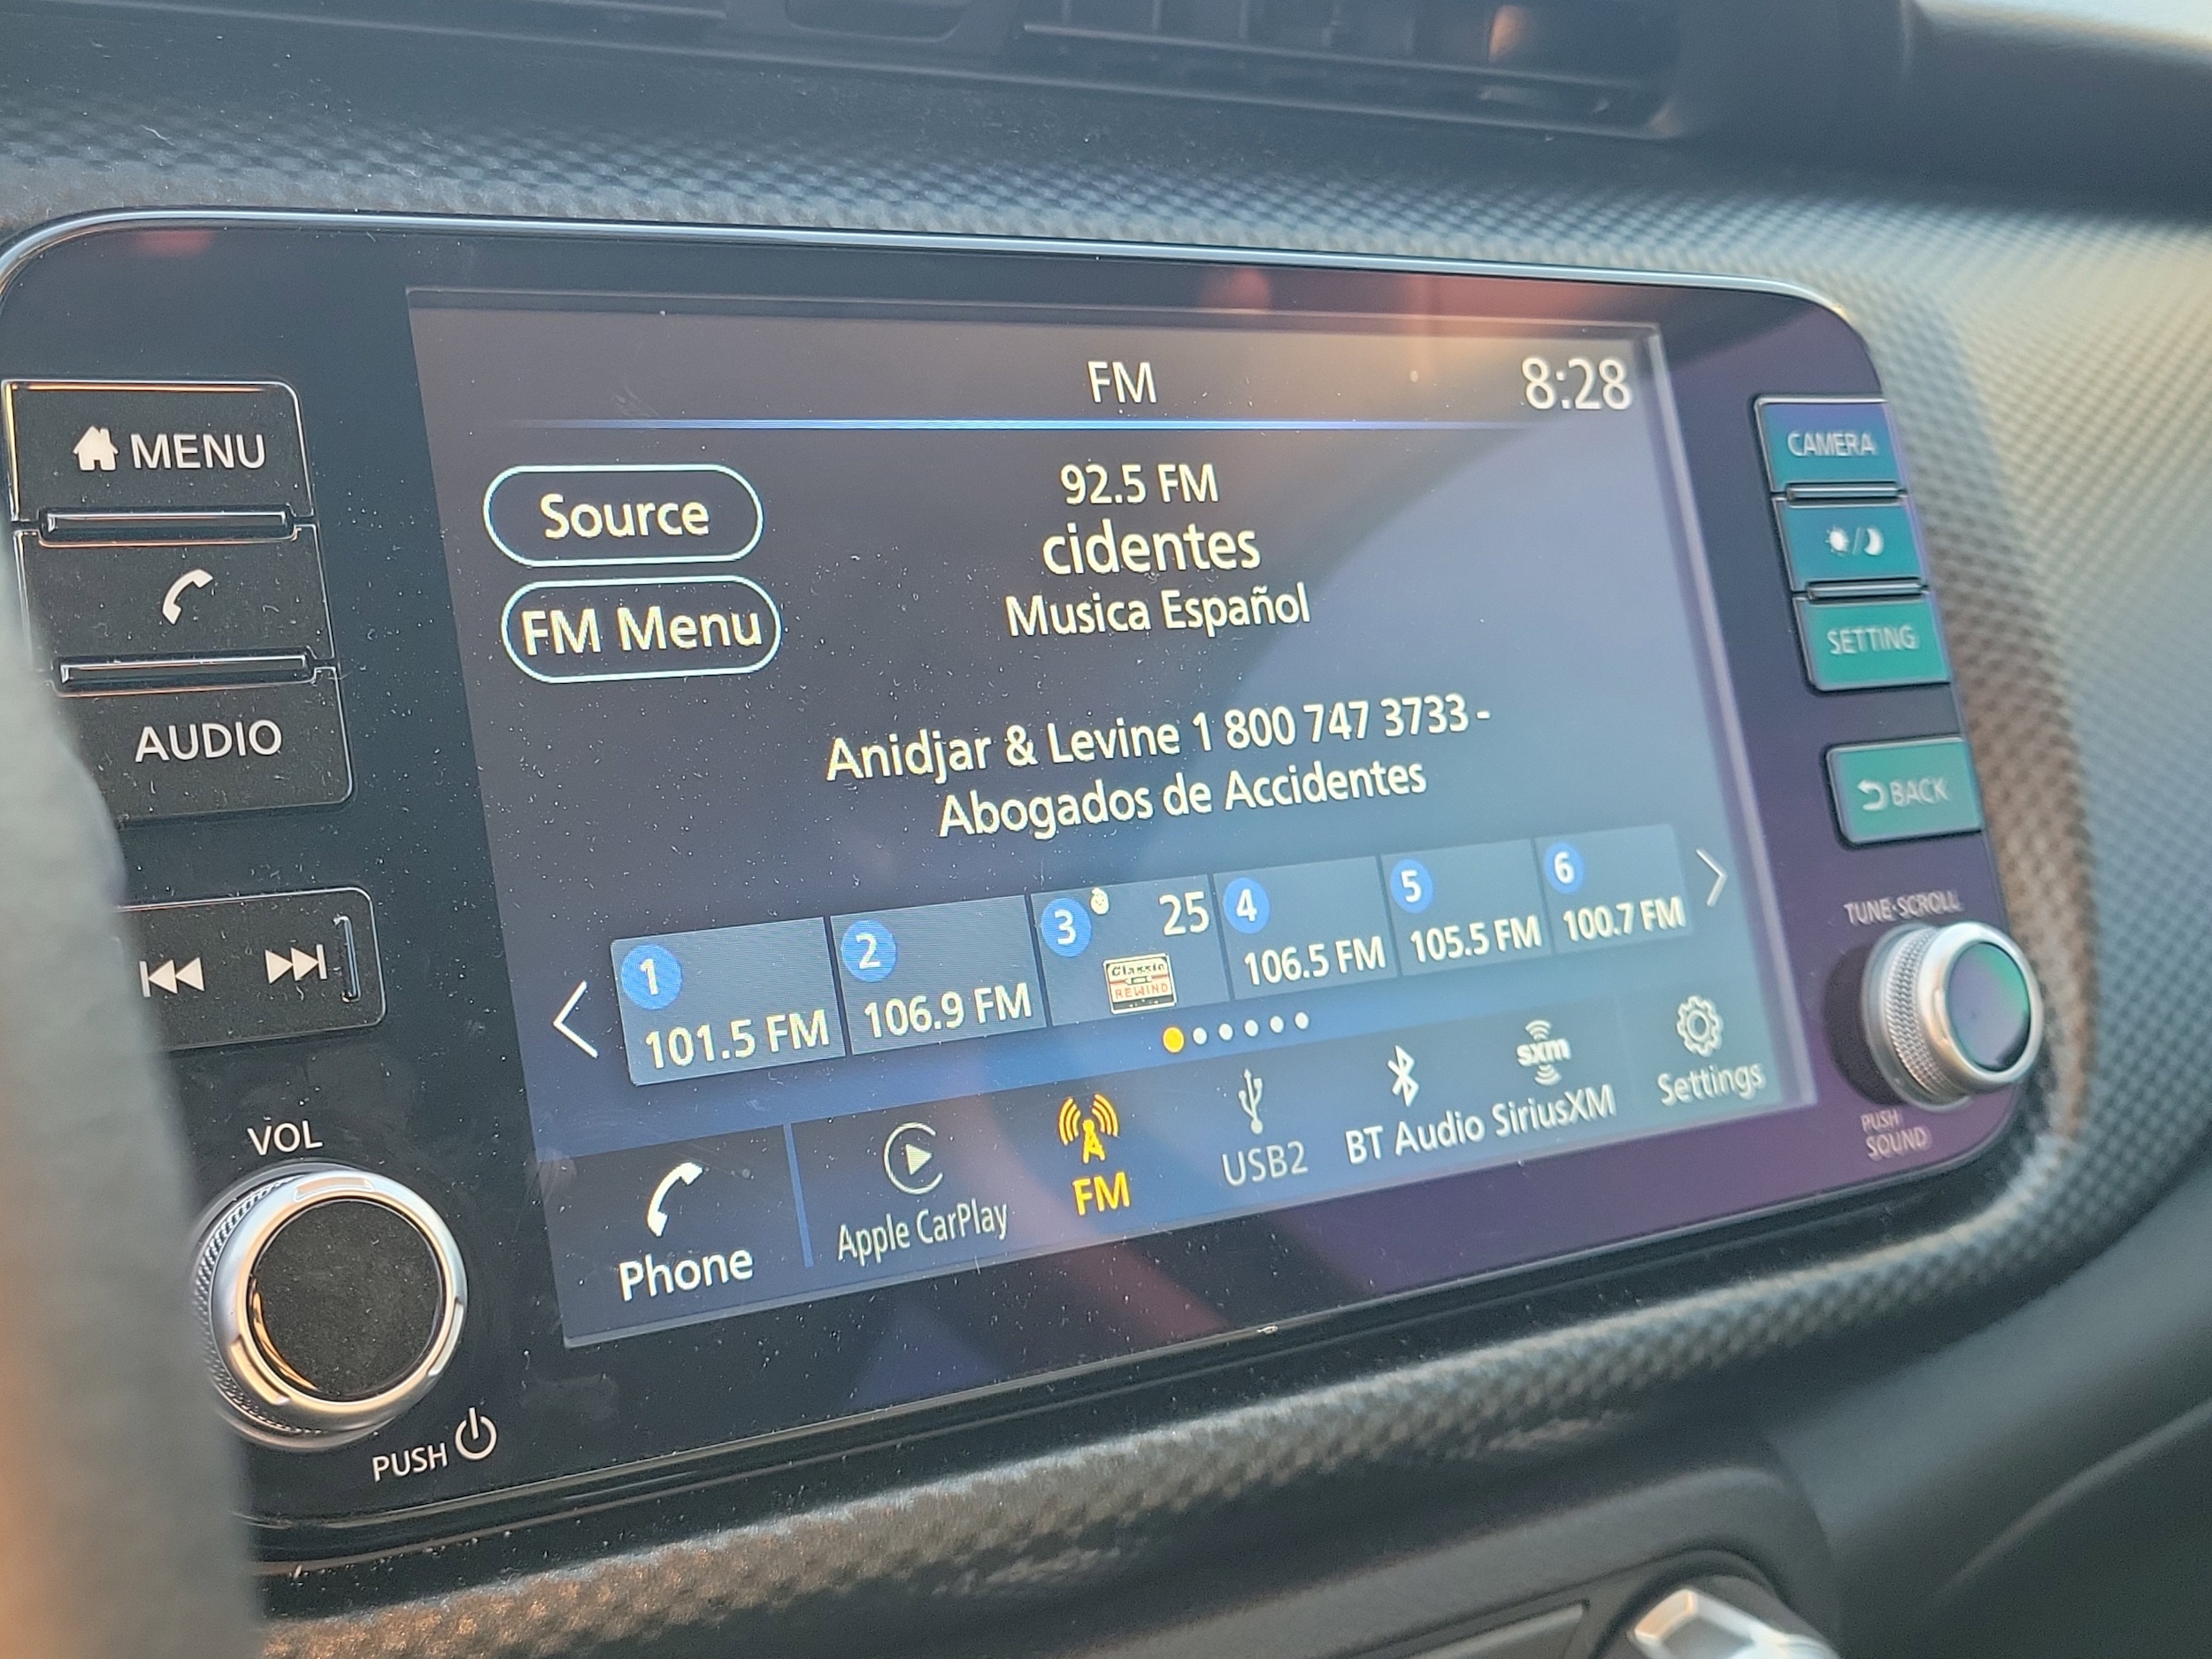 FM
8:28
MENU
AUDIO
VOL
PUSH
Source
FM Menu
92.5 FM
cidentes
Musica Español
Anidjar & Levine 1 800 747 3733 -
Abogados de Accidentes
1
101.5 FM
2
106.9 FM
3
25
Classic
REWIND
4
106.5 FM
5
105.5 FM
6
100.7 FM
Phone
Apple CarPlay
FM
USB2
BT Audio
sxm
SiriusXM
Settings
CAMERA
SETTING
BACK
TUNE·SCROLL
PUSH
SOUND